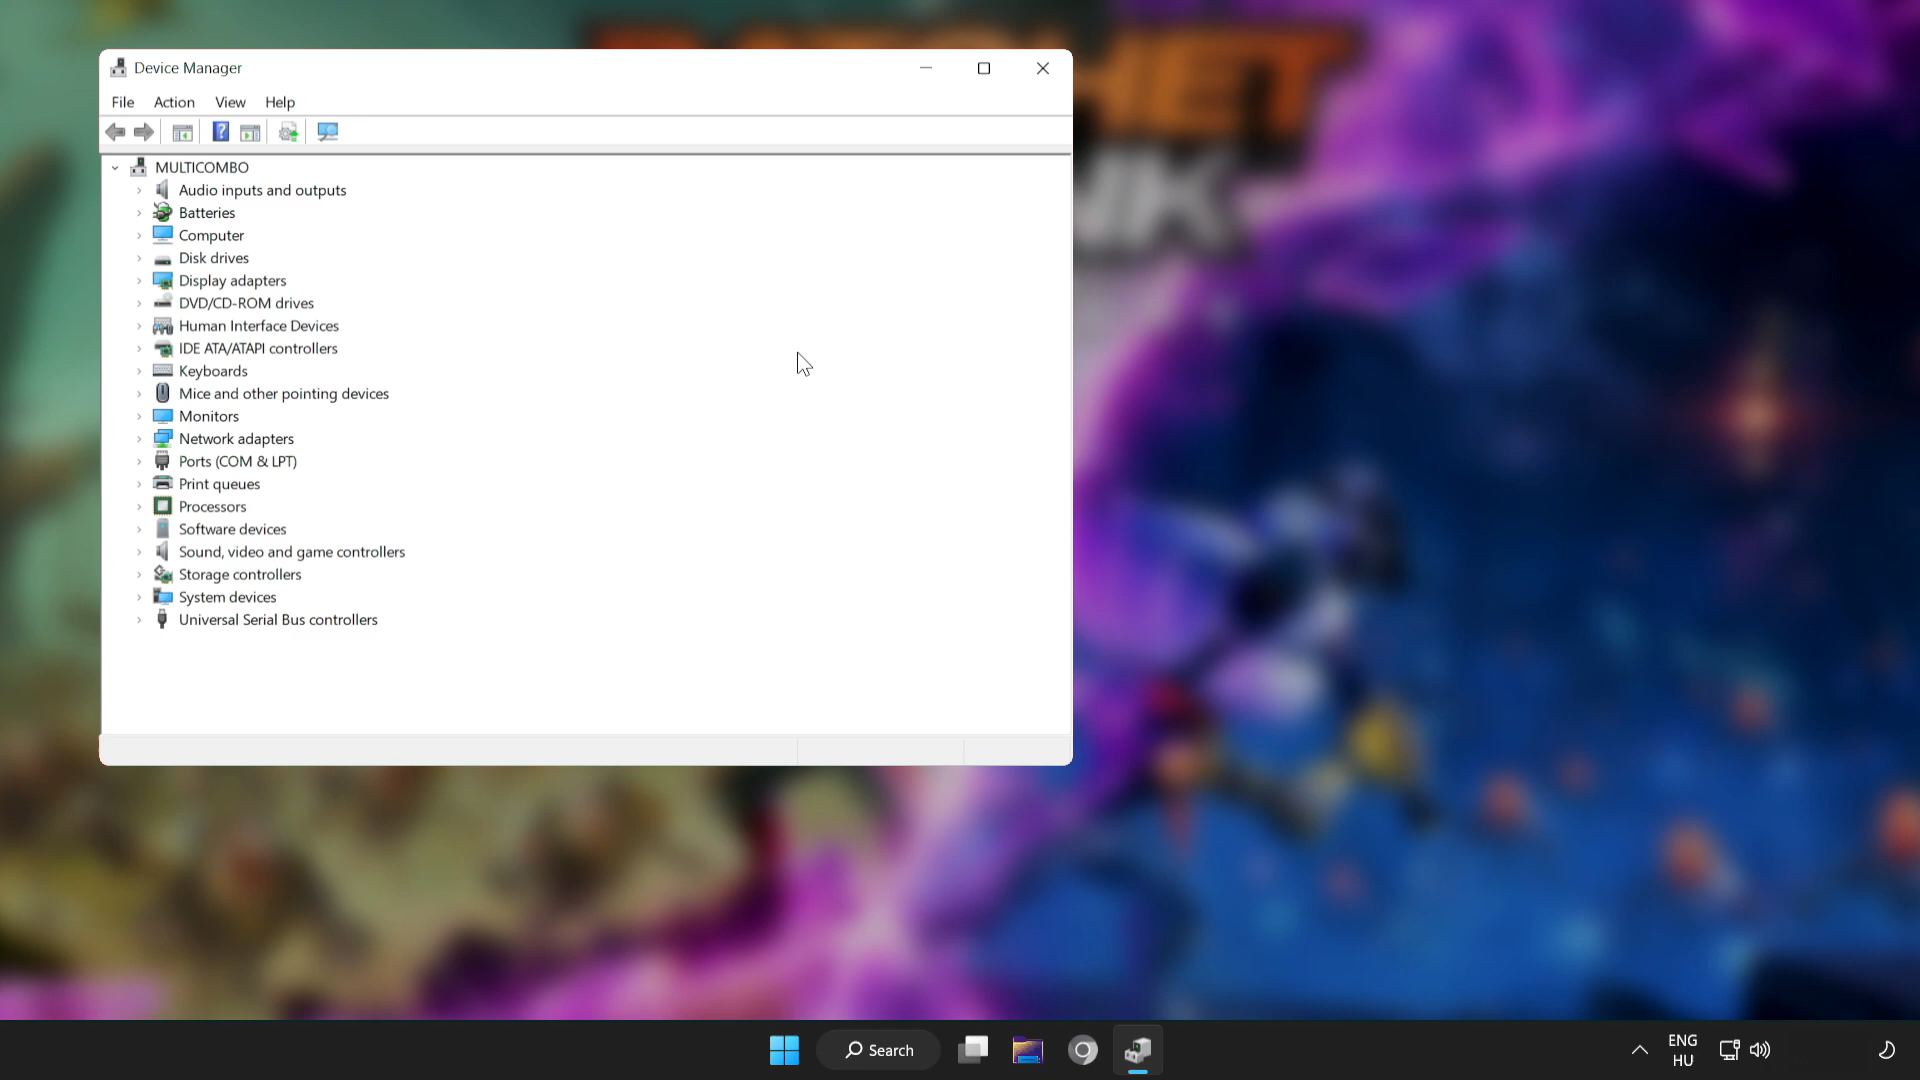 Device Manager
File Action View Help
MULTICOMBO
Audio inputs and outputs
Batteries
Computer
Disk drives
Display adapters
DVD/CD-ROM drives
Human Interface Devices
IDE ATA/ATAPI controllers
Keyboards
Mice and other pointing devices
Monitors
Network adapters
Ports (COM & LPT)
Print queues
Processors
Software devices
Sound, video and game controllers
Storage controllers
System devices
Universal Serial Bus controllers
Search
ENG
HU